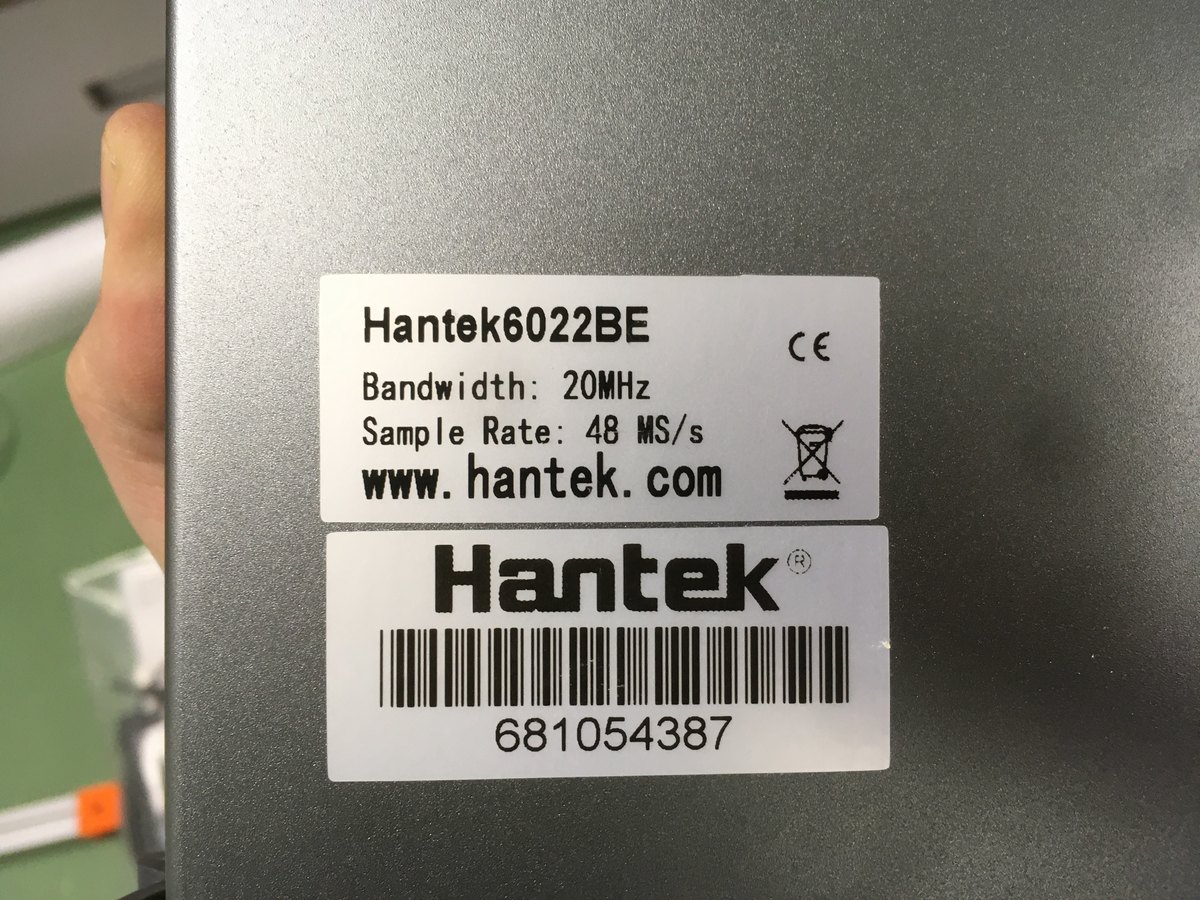 Hantek6022BE
CE
Bandwidth: 20MHz
Sample Rate: 48 MS/s
www.hantek.com
Hantek®
681054387